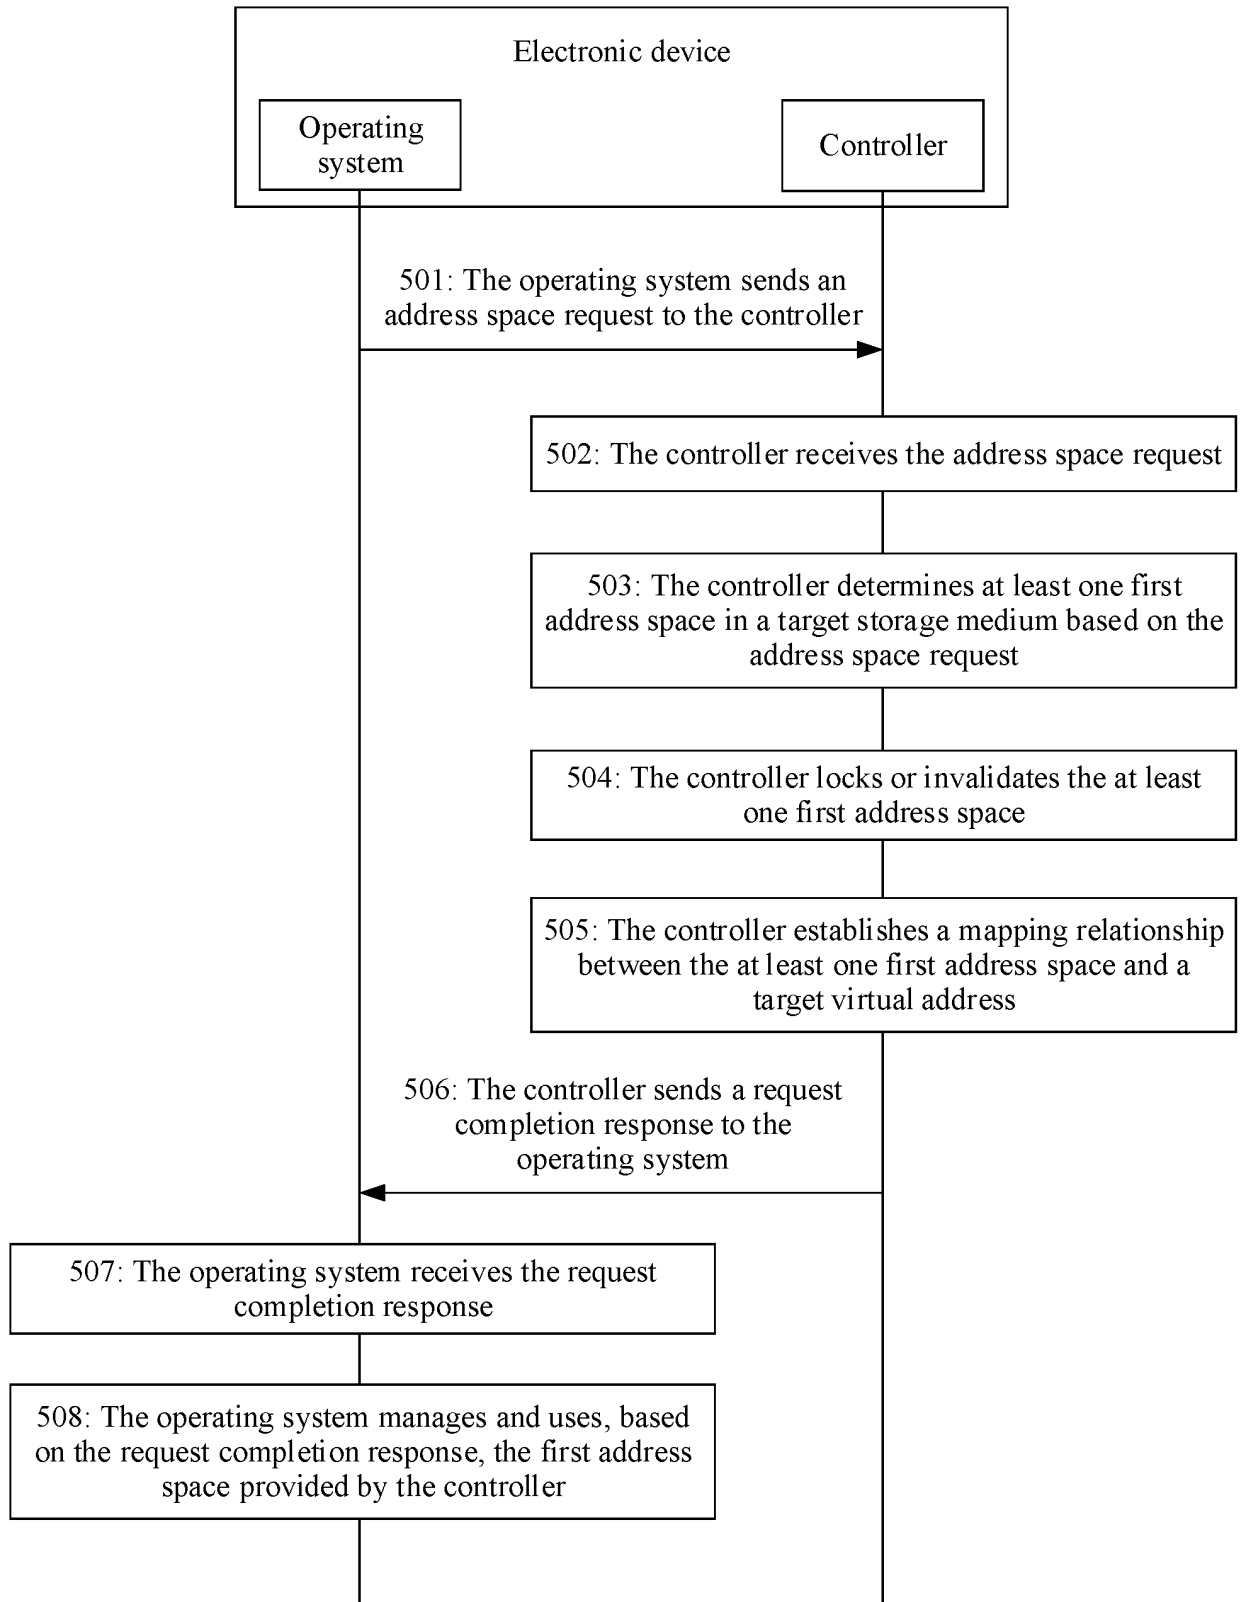 Electronic device
Operating
system
Controller
501: The operating system sends an
address space request to the controller
502: The controller receives the address space request
503: The controller determines at least one first
address space in a target storage medium based on the
address space request
504: The controller locks or invalidates the at least
one first address space
505: The controller establishes a mapping relationship
between the at least one first address space and a
target virtual address
506: The controller sends a request
completion response to the
operating system
507: The operating system receives the request
completion response
508: The operating system manages and uses, based
on the request completion response, the first address
space provided by the controller